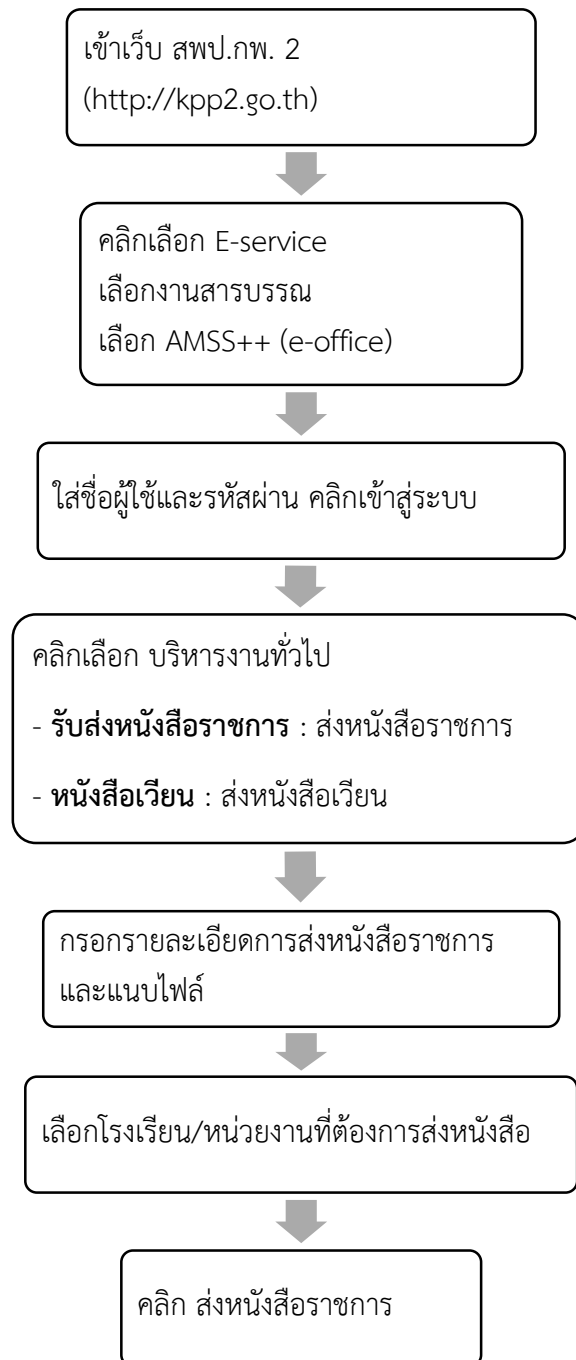 เข้าเว็บ สพป.กพ. 2
(http://kpp2.go.th)
คลิกเลือก E-service
เลือกงานสารบรรณ
เลือก AMSS++ (e-office)
ใส่ชื่อผู้ใช้และรหัสผ่าน คลิกเข้าสู่ระบบ
คลิกเลือก บริหารงานทั่วไป
- รับส่งหนังสือราชการ : ส่งหนังสือราชการ
- หนังสือเวียน : ส่งหนังสือเวียน
กรอกรายละเอียดการส่งหนังสือราชการ
และแนบไฟล์
เลือกโรงเรียน/หน่วยงานที่ต้องการส่งหนังสือ
คลิก ส่งหนังสือราชการ